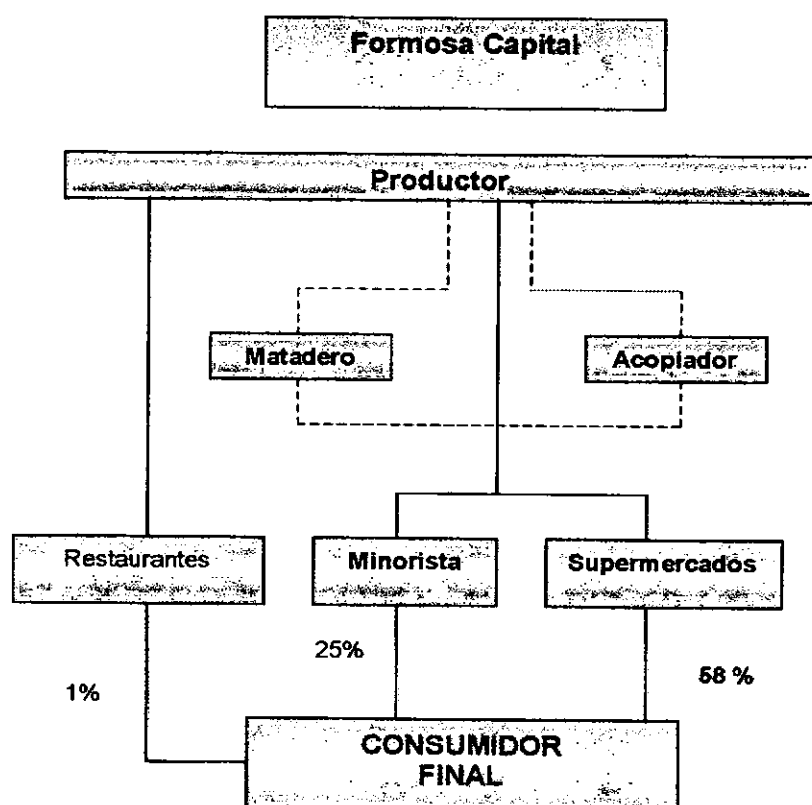 Formosa Capital
Productor
Matadero
Acopiador
Restaurantes
Minorista
Supermercados
25%
58 %
1%
CONSUMIDOR
FINAL